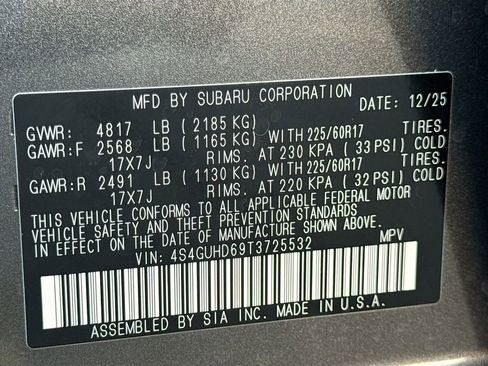 MFD BY SUBARU CORPORATION DATE: 12/25
GVWR: 4817 LB ( 2185 KG)
GAWR:F 2568 LB ( 1165 KG) WITH 225/60R17 TIRES.
17X7J RIMS. AT 230 KPA ( 33 PSI) COLD
GAWR:R 2491 LB ( 1130 KG) WITH 225/60R17 TIRES.
17X7J RIMS. AT 220 KPA ( 32 PSI) COLD
THIS VEHICLE CONFORMS TO ALL APPLICABLE FEDERAL MOTOR
VEHICLE SAFETY AND THEFT PREVENTION STANDARDS
IN EFFECT ON THE DATE OF MANUFACTURE SHOWN ABOVE.
VIN: 4S4GUHD69T3725532 MPV
ASSEMBLED BY SIA INC. MADE IN U.S.A.